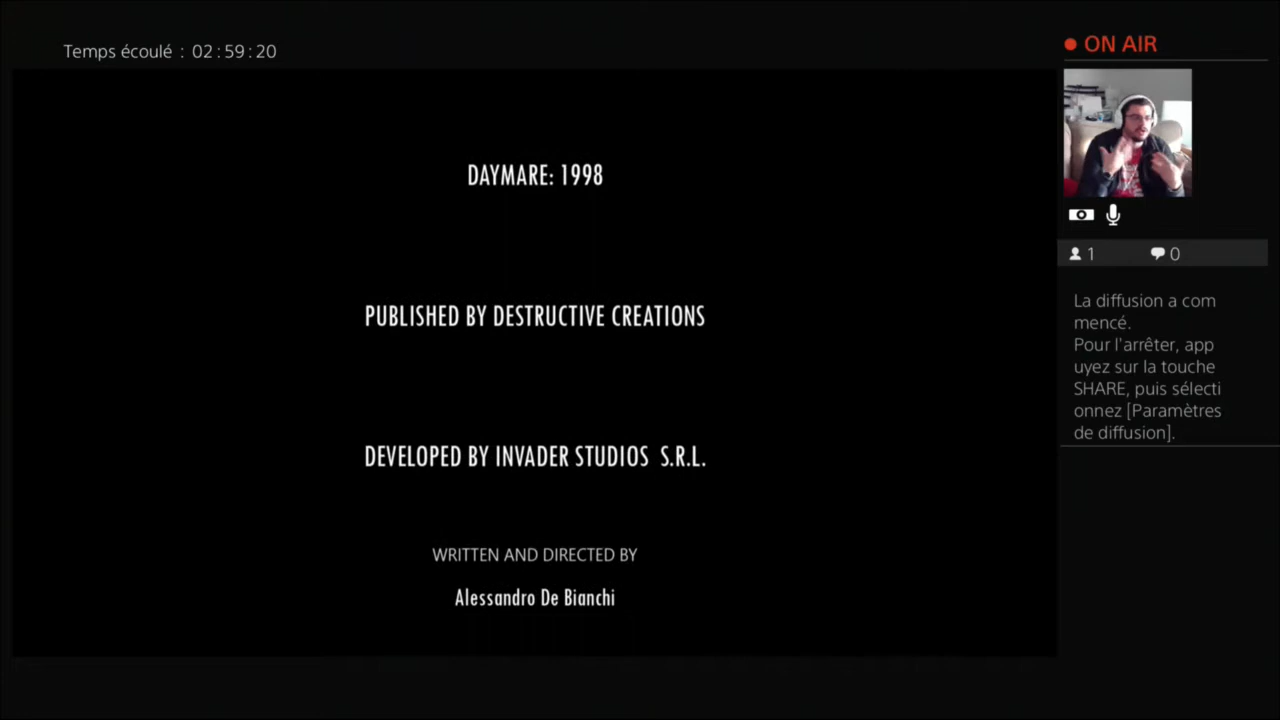 Temps écoulé : 02:59:20
ON AIR
DAYMARE: 1998
PUBLISHED BY DESTRUCTIVE CREATIONS
DEVELOPED BY INVADER STUDIOS S.R.L.
WRITTEN AND DIRECTED BY
Alessandro De Bianchi
1
0
La diffusion a com
mencé.
Pour l'arrêter, app
uyez sur la touche
SHARE, puis sélecti
onnez [Paramètres
de diffusion].